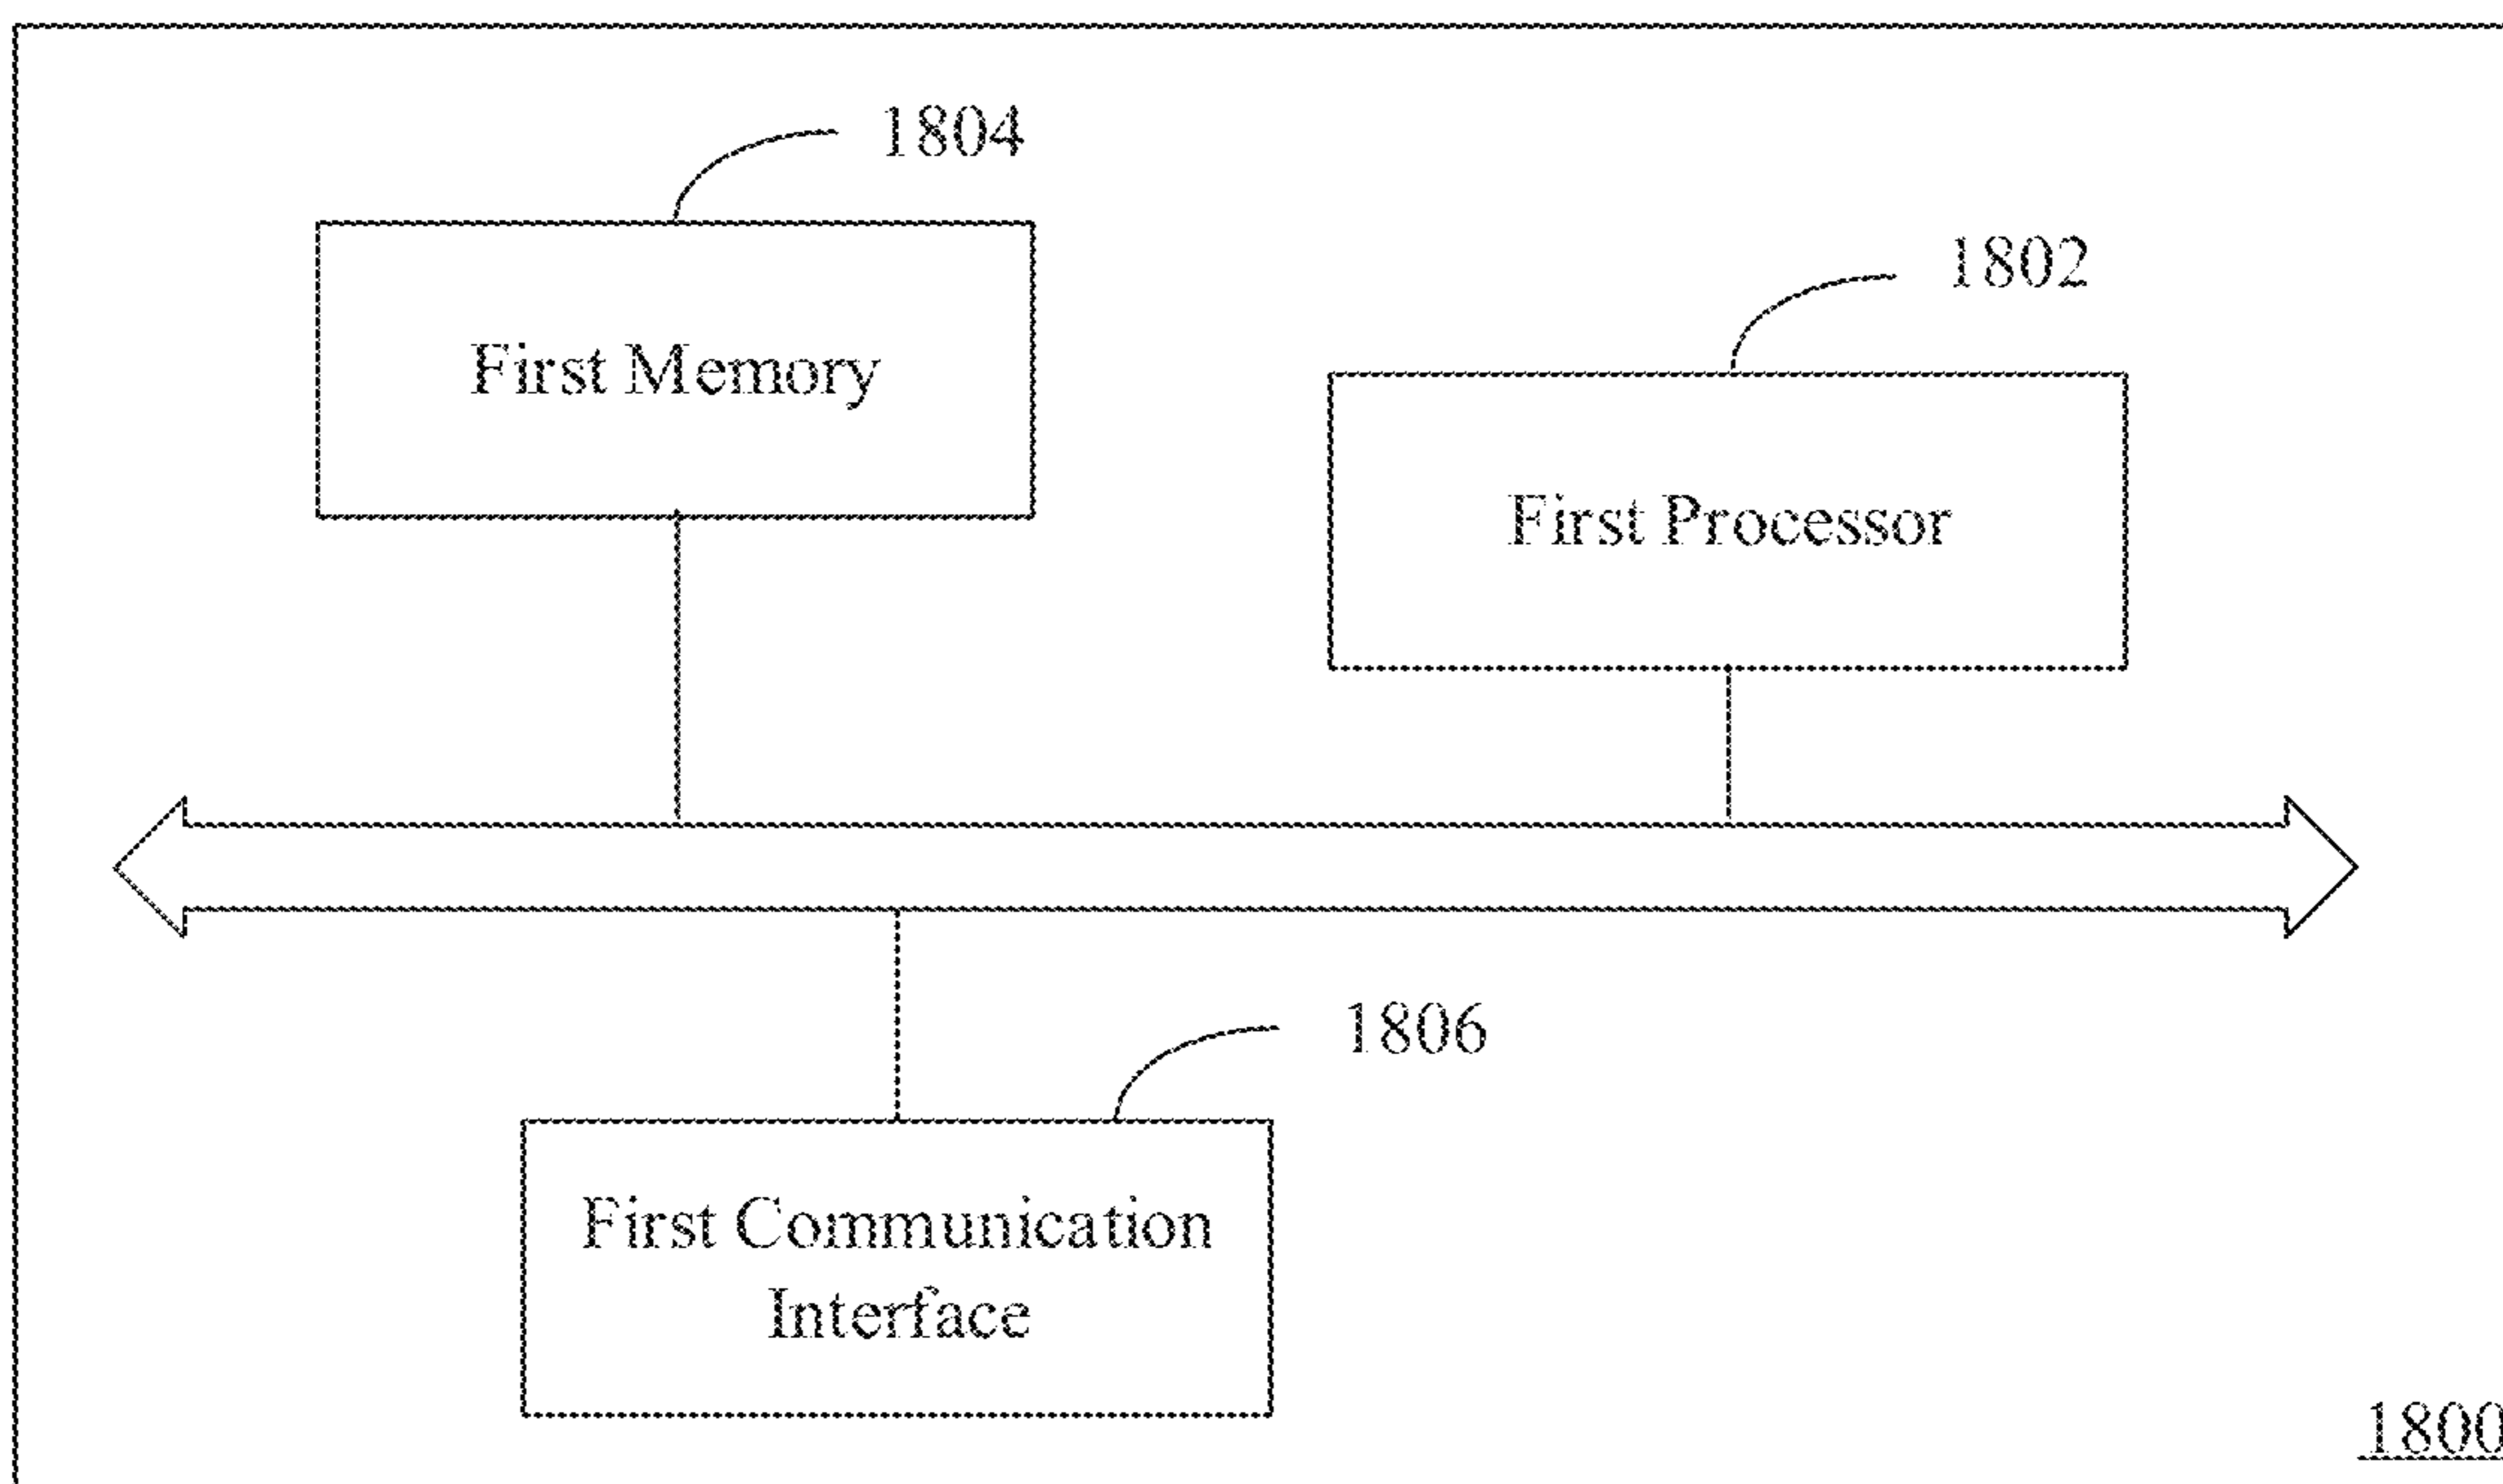 1804
1802
First Memory
First Processor
1806
First Communication
Interface
1800